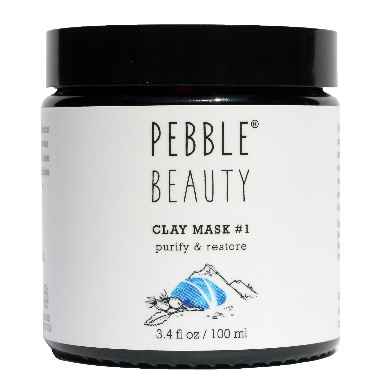 PEBBLE®
BEAUTY
CLAY MASK #1
purify & restore
3.4 fl oz / 100 ml